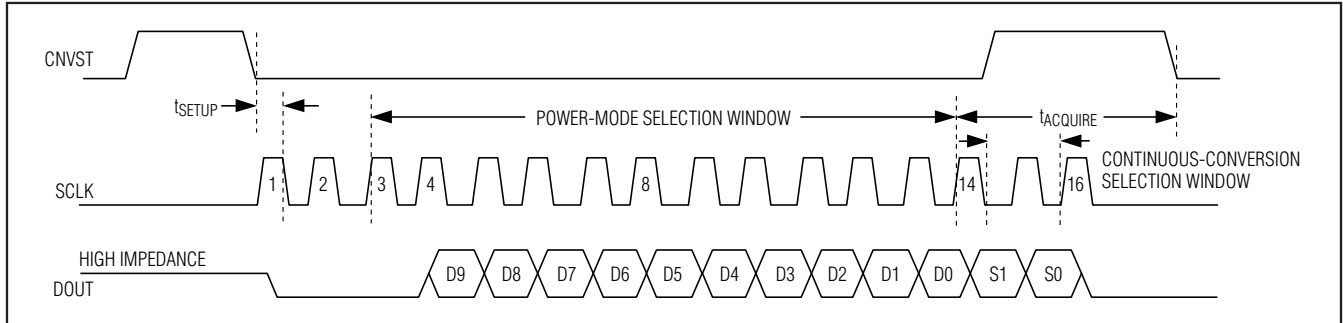 CNVST
tSETUP
POWER-MODE SELECTION WINDOW
tACQUIRE
CONTINUOUS-CONVERSION
SELECTION WINDOW
SCLK
1 2 3 4 8 14 16
HIGH IMPEDANCE
DOUT
D9 D8 D7 D6 D5 D4 D3 D2 D1 D0 S1 S0